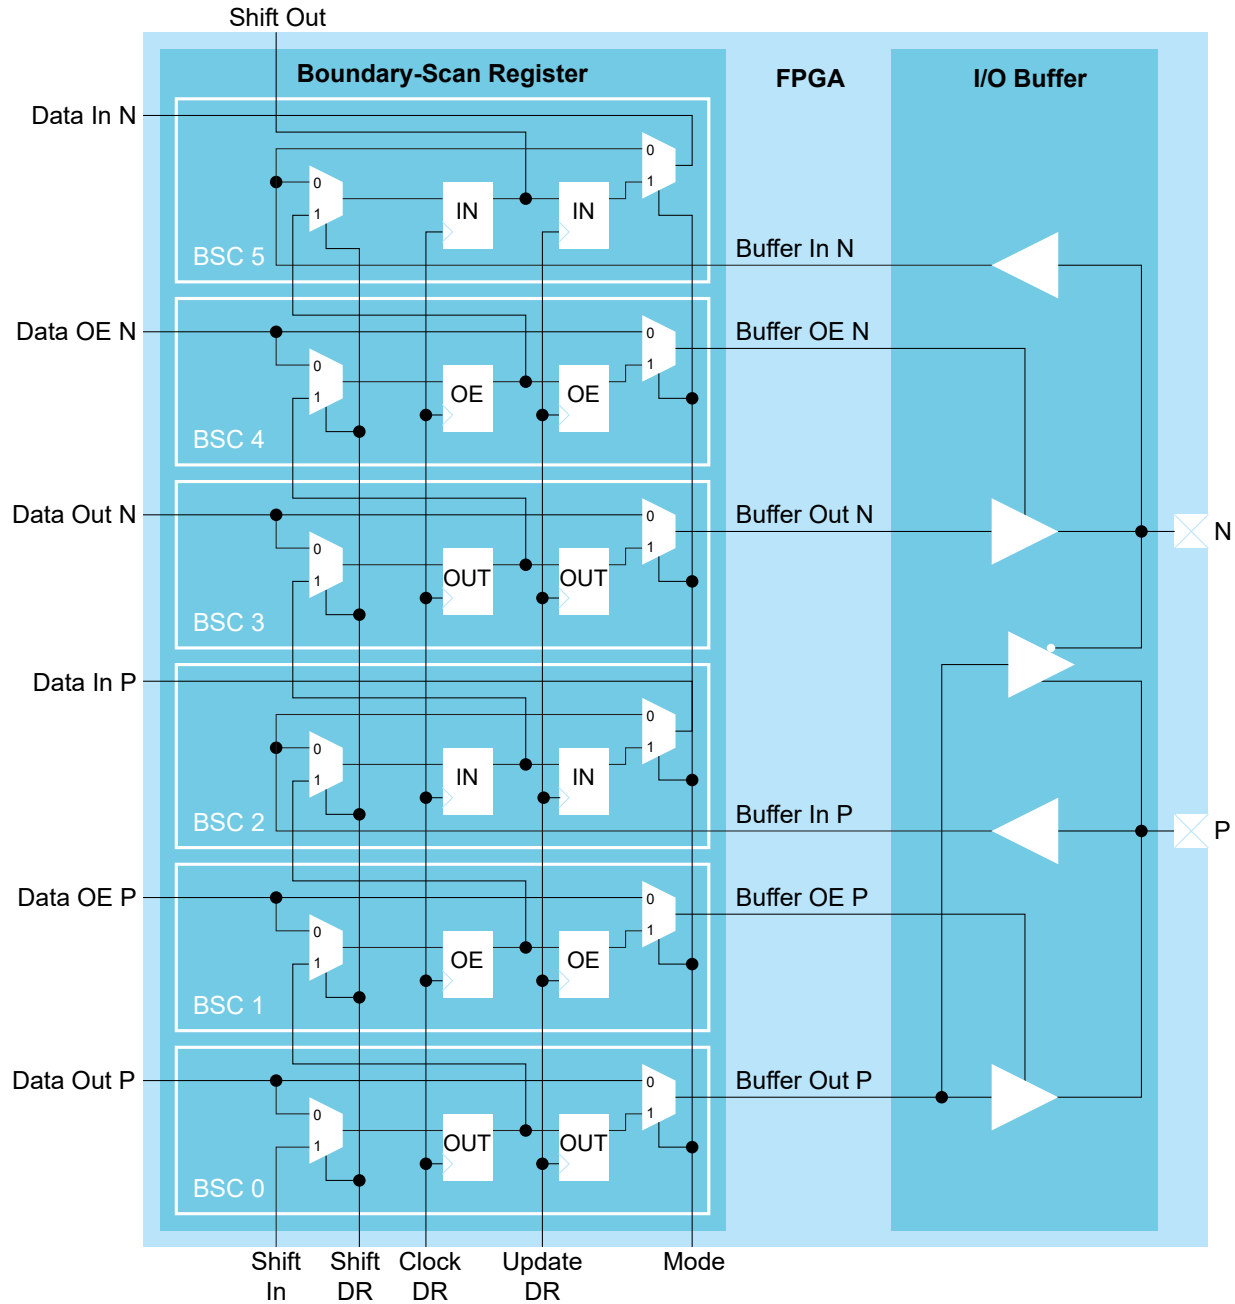 Shift Out
Boundary-Scan Register
FPGA
I/O Buffer
Data In N
0
1
0
1
IN
IN
BSC 5
Buffer In N
Data OE N
0
1
Buffer OE N
0
1
OE
OE
BSC 4
Data Out N
0
1
Buffer Out N
N
0
1
OUT
OUT
BSC 3
Data In P
0
1
0
1
IN
IN
BSC 2
Buffer In P
P
Data OE P
0
1
Buffer OE P
0
1
OE
OE
BSC 1
Data Out P
0
1
Buffer Out P
0
1
OUT
OUT
BSC 0
Shift
In
Shift
DR
Clock
DR
Update
DR
Mode